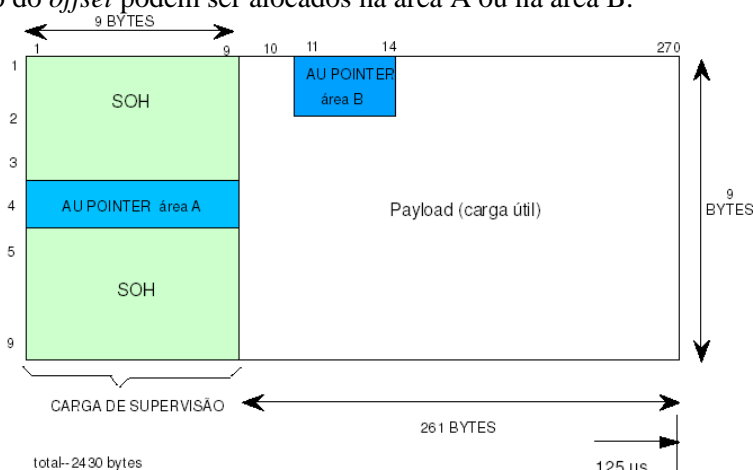 o do offset podem ser alocados na área A ou na área B.
9 BYTES
1 9 10 11 14 270
1
AU POINTER
área B
SOH
2
3
4
AU POINTER área A
Payload (carga útil)
9
BYTES
5
SOH
9
CARGA DE SUPERVISÃO
261 BYTES
total--2430 bytes
125 us